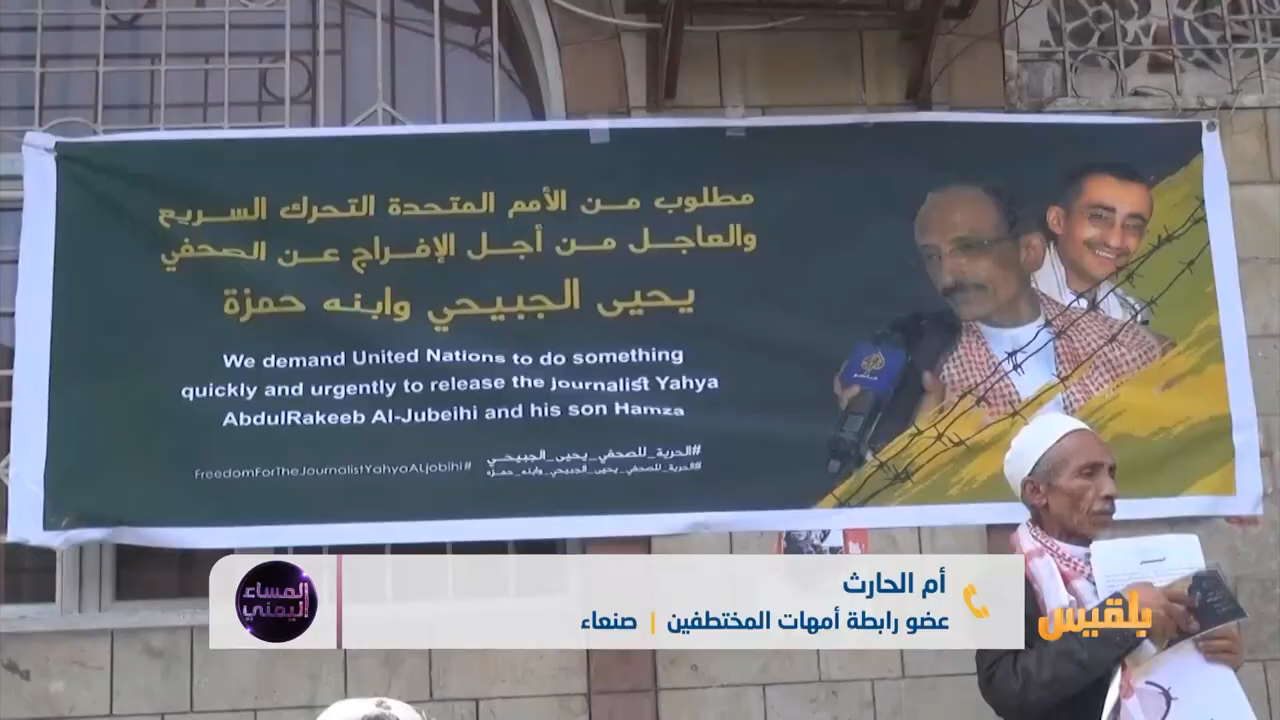 مطلوب من الأمم المتحدة التحرك السريع
والعاجل من أجل الإفراج عن الصحفي
يحيى الجبيحي وابنه حمزة
We demand United Nations to do something
quickly and urgently to release the journalist Yahya
AbdulRakeeb Al-Jubeihi and his son Hamza
#الحرية_للصحفي_يحيى_الجبيحي
#الحرية_للصحفي_يحيى_الجبيحي_وابنه_حمزه
FreedomForTheJournalistYahyaALjobihi#
أم الحارث
عضو رابطة أمهات المختطفين | صنعاء
المساء
اليمني
بلقيس